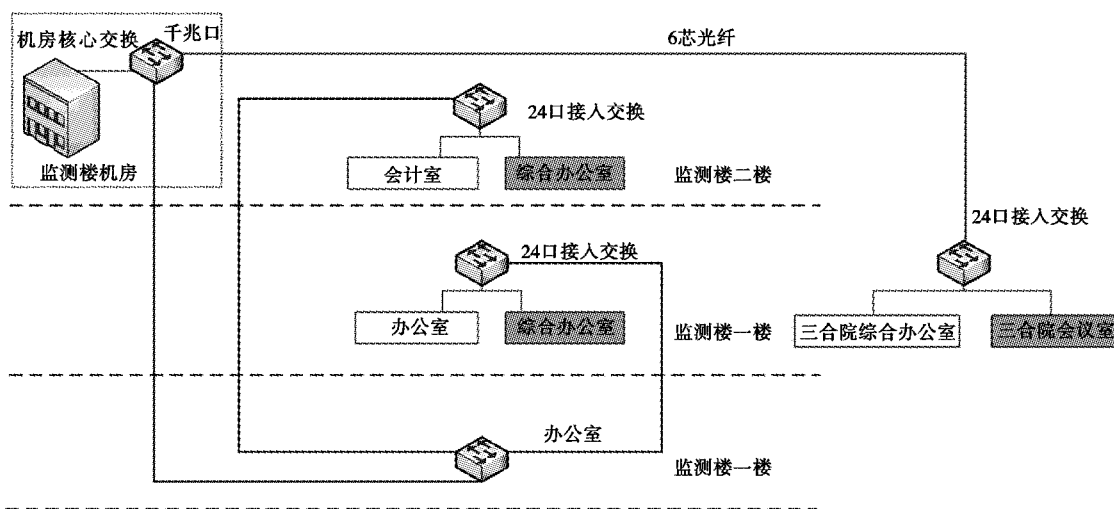 机房核心交换
千兆口
6芯光纤
监测楼机房
24口接入交换
会计室
综合办公室
监测楼二楼
24口接入交换
24口接入交换
办公室
综合办公室
监测楼一楼
三合院综合办公室
三合院会议室
办公室
监测楼一楼